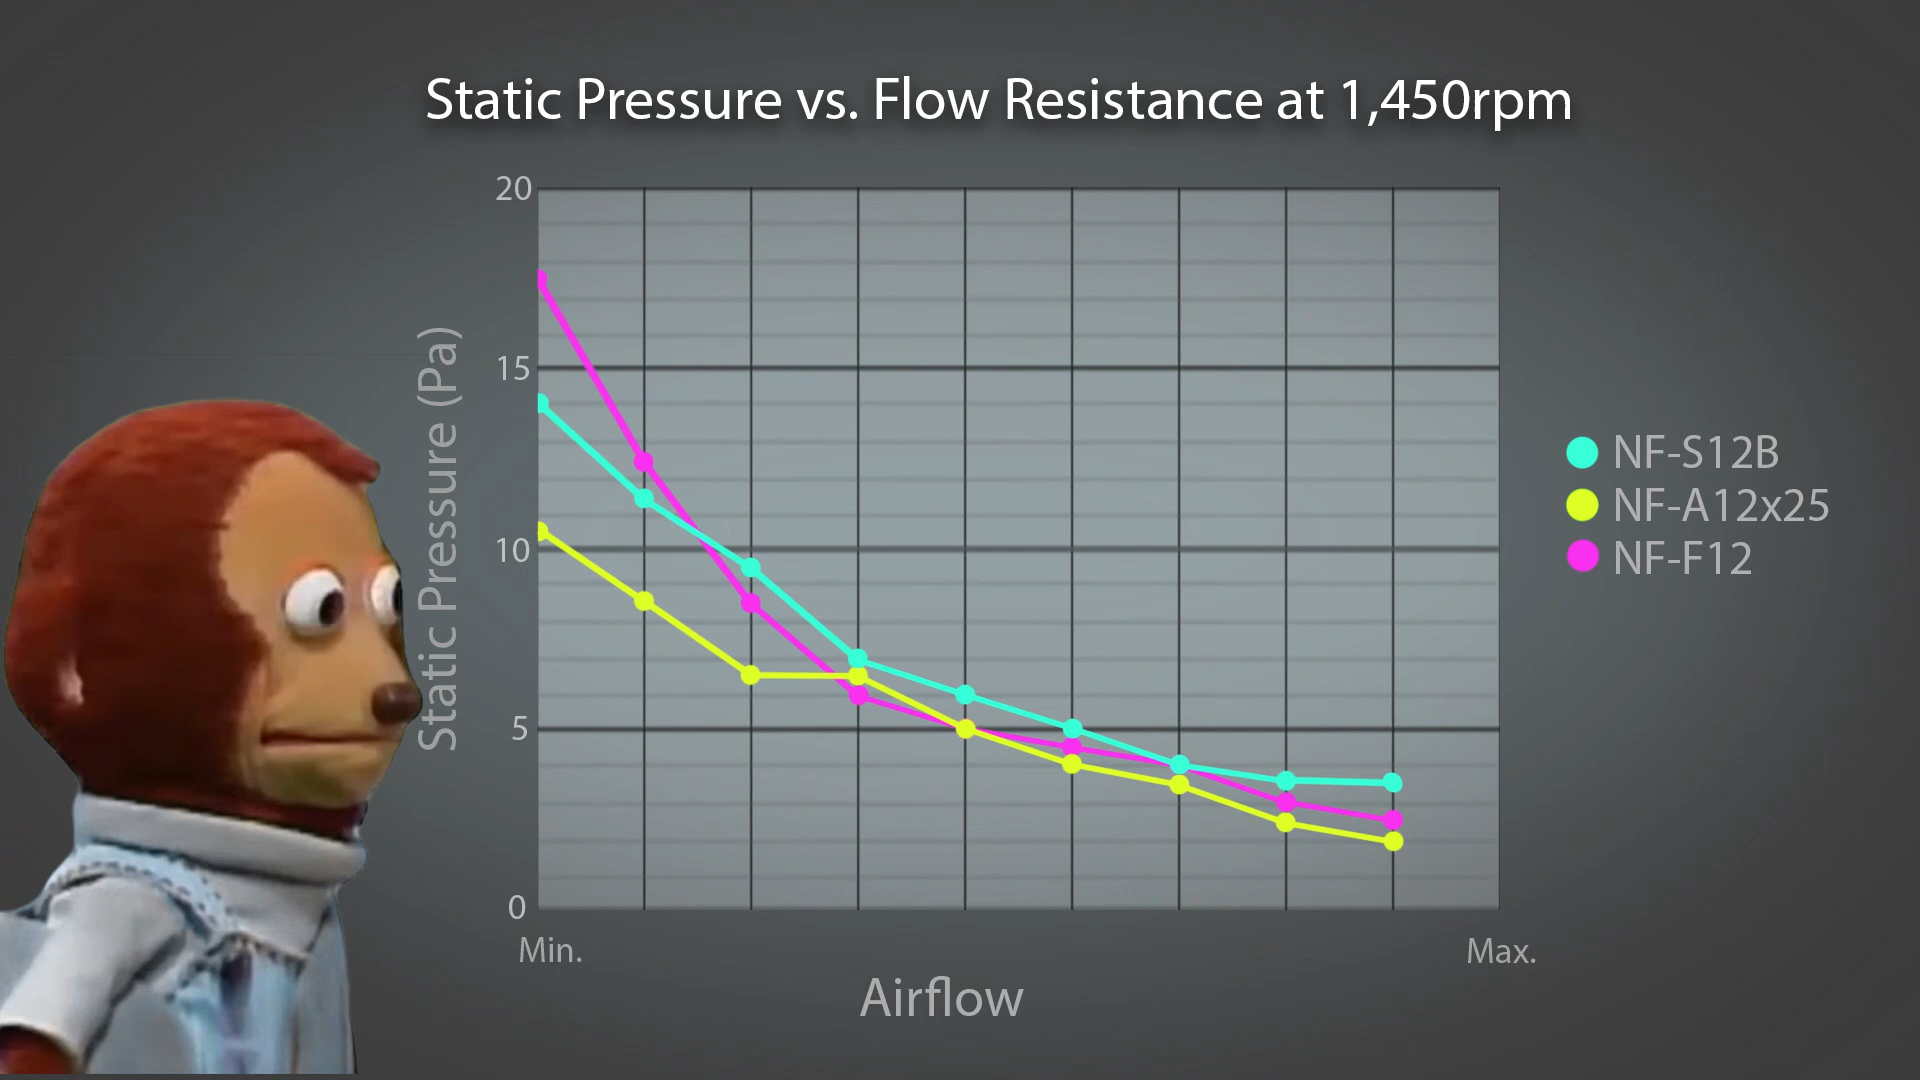 Static Pressure vs. Flow Resistance at 1,450rpm
20
15
10
5
0
Static Pressure (Pa)
Min.
Max.
Airflow
NF-S12B
NF-A12x25
NF-F12